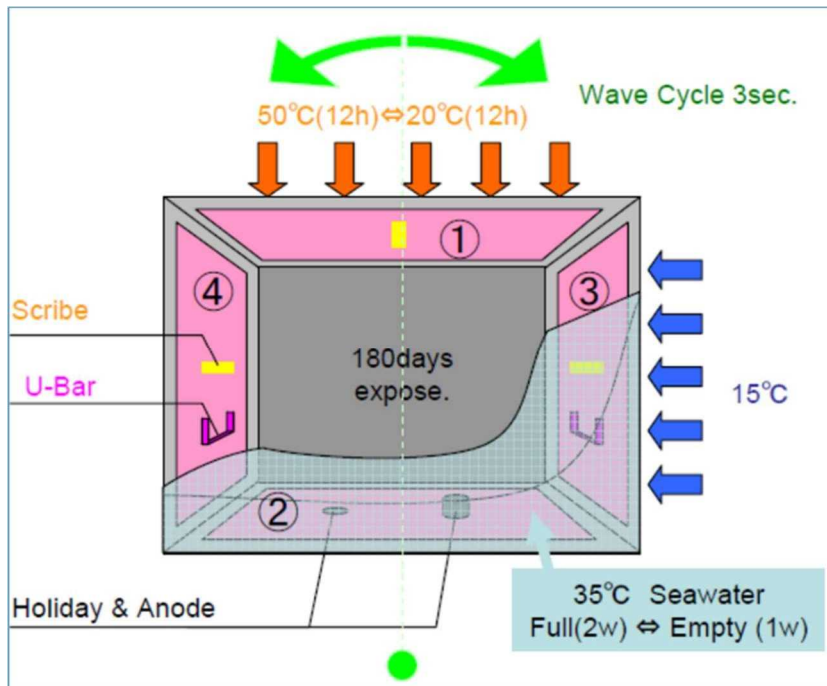 Wave Cycle 3sec.
50℃(12h)⇔20℃(12h)
①
④
③
Scribe
180days
expose.
U-Bar
15℃
②
Holiday & Anode
35℃ Seawater
Full(2w) ⇔ Empty (1w)